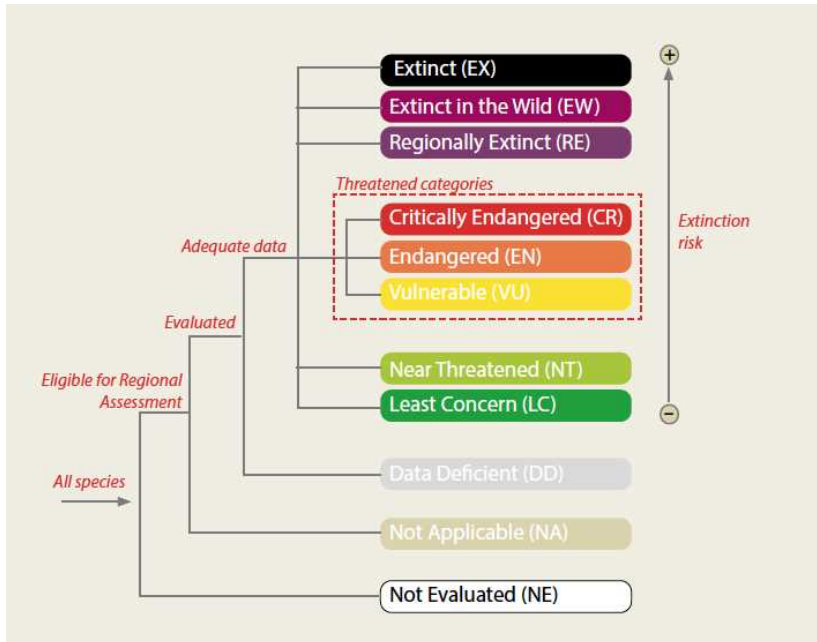 Extinct (EX)
Extinct in the Wild (EW)
Regionally Extinct (RE)
Threatened categories
Critically Endangered (CR)
Endangered (EN)
Vulnerable (VU)
Adequate data
Extinction
risk
+
−
Evaluated
Near Threatened (NT)
Least Concern (LC)
Eligible for Regional
Assessment
All species
Data Deficient (DD)
Not Applicable (NA)
Not Evaluated (NE)